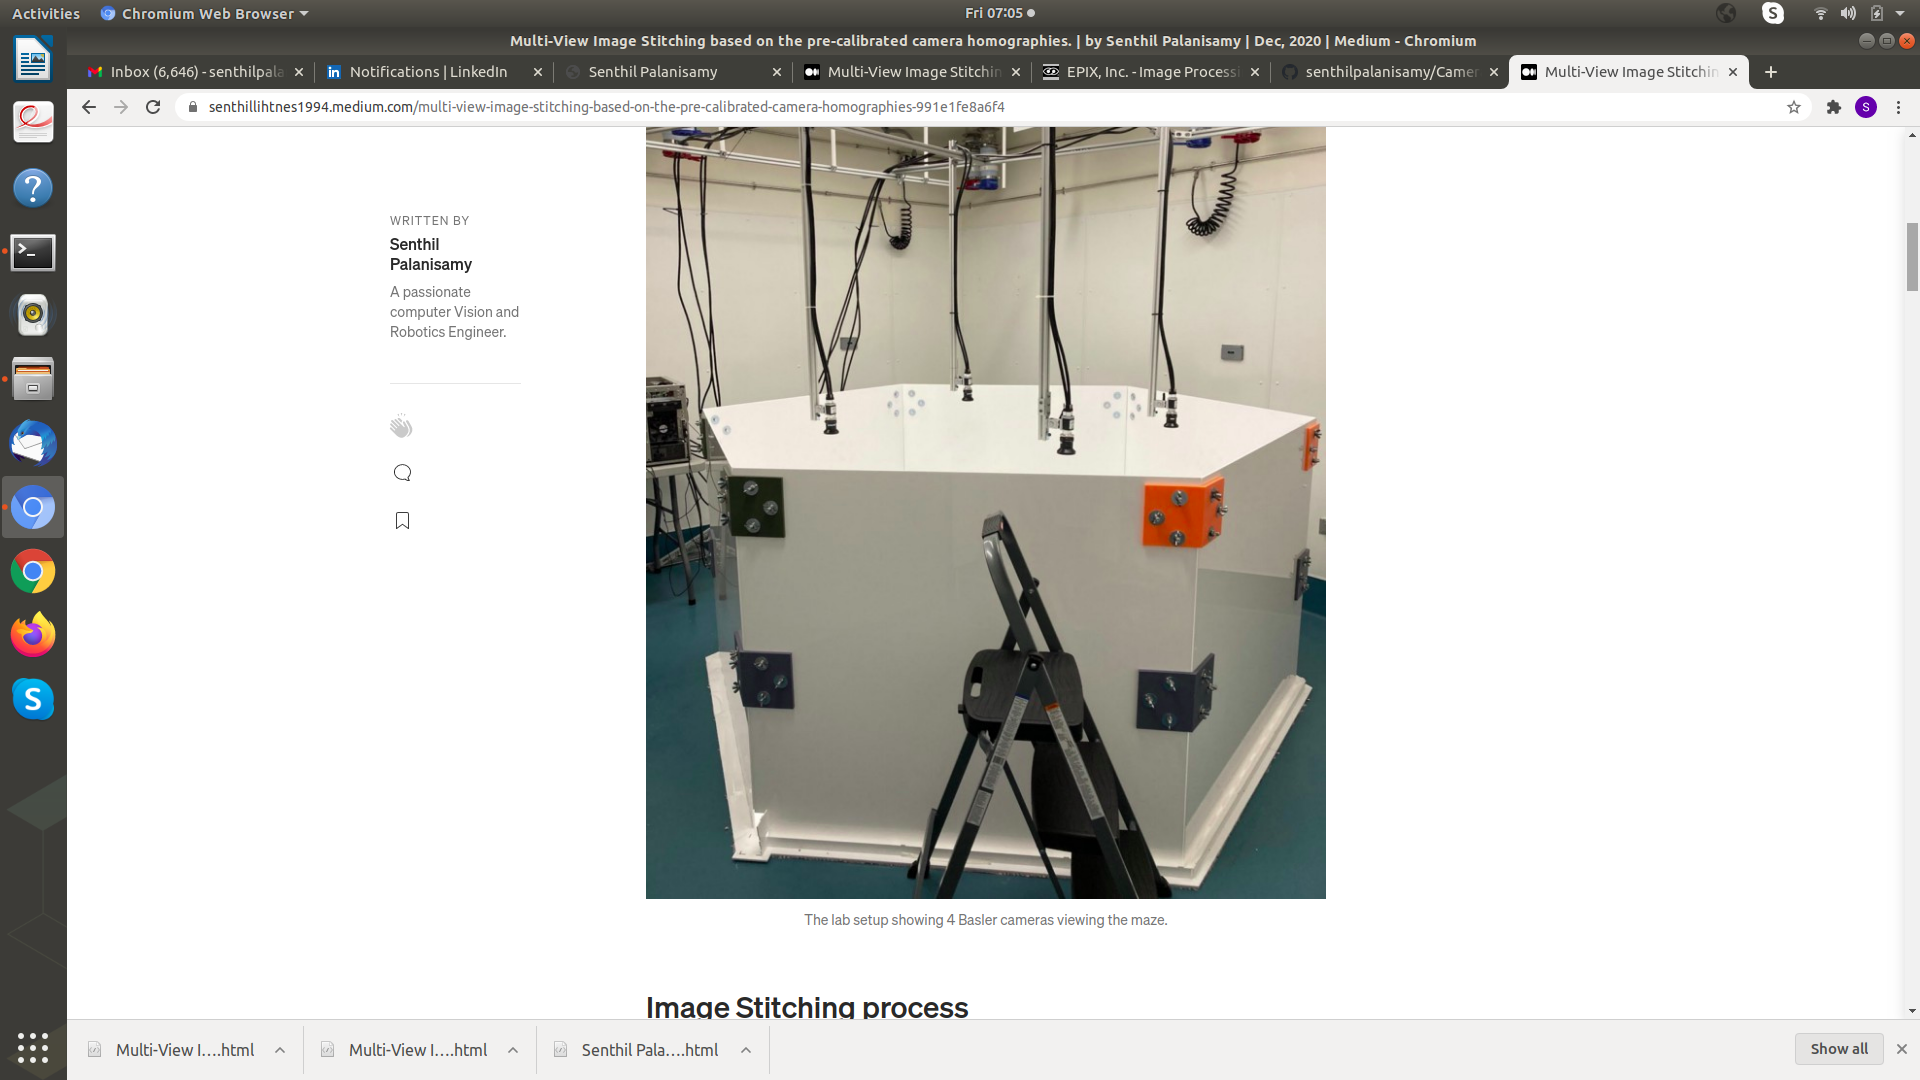 Activities
Chromium Web Browser
Fri 07:05
S
Multi-View Image Stitching based on the pre-calibrated camera homographies. | by Senthil Palanisamy | Dec, 2020 | Medium - Chromium
Inbox (6,646) - senthilpala
Notifications | LinkedIn
Senthil Palanisamy
Multi-View Image Stitchin
EPIX, Inc. - Image Processi
senthilpalanisamy/Camer
Multi-View Image Stitchin
senthillihtnes1994.medium.com/multi-view-image-stitching-based-on-the-pre-calibrated-camera-homographies-991e1fe8a6f4
S
WRITTEN BY
Senthil
Palanisamy
A passionate
computer Vision and
Robotics Engineer.
The lab setup showing 4 Basler cameras viewing the maze.
Image Stitching process
Multi-View I....html
Multi-View I....html
Senthil Pala....html
Show all